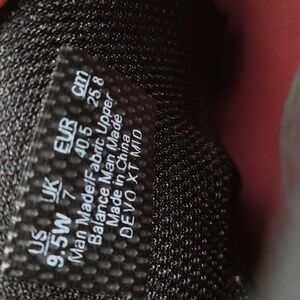 US UK EUR cm
9.5W 7 40.5 25.8
Man Made/Fabric Upper
Balance Man Made
Made in China
DEVO XT MID